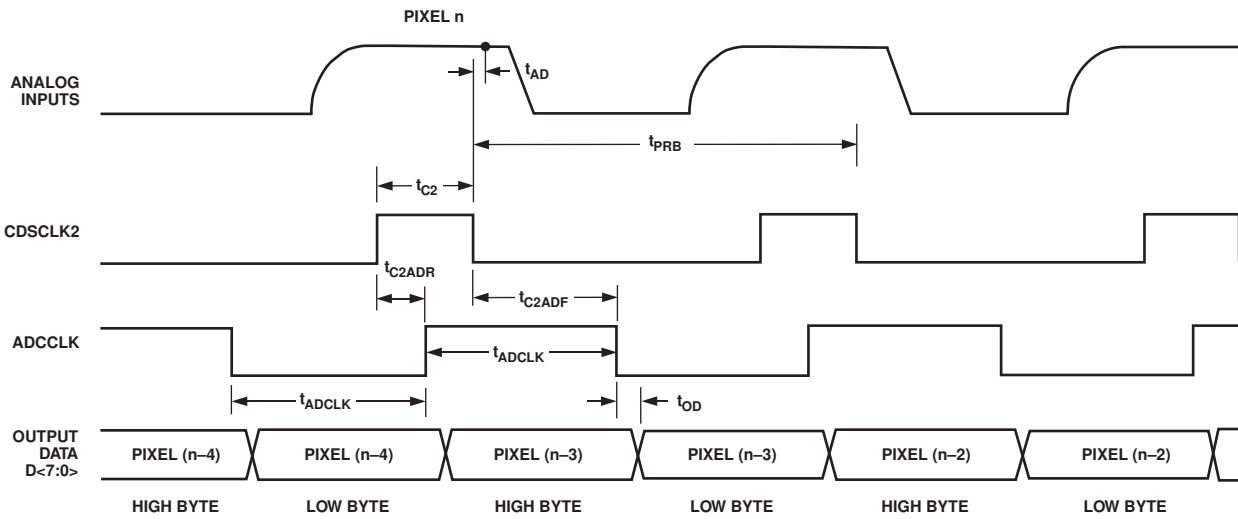 PIXEL n
ANALOG
INPUTS
tAD
tPRB
tC2
CDSCLK2
tC2ADR
tC2ADF
ADCCLK
tADCLK
tADCLK
tOD
OUTPUT
DATA
D<7:0>
PIXEL (n–4)
PIXEL (n–4)
PIXEL (n–3)
PIXEL (n–3)
PIXEL (n–2)
PIXEL (n–2)
HIGH BYTE
LOW BYTE
HIGH BYTE
LOW BYTE
HIGH BYTE
LOW BYTE